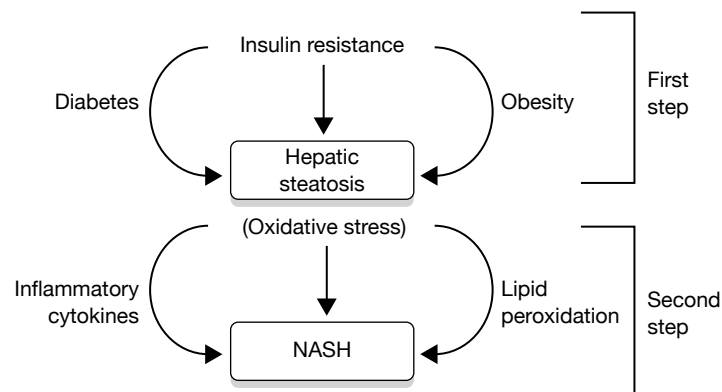 Insulin resistance
Diabetes
Obesity
First
step
Hepatic
steatosis
(Oxidative stress)
Inflammatory
cytokines
Lipid
peroxidation
Second
step
NASH